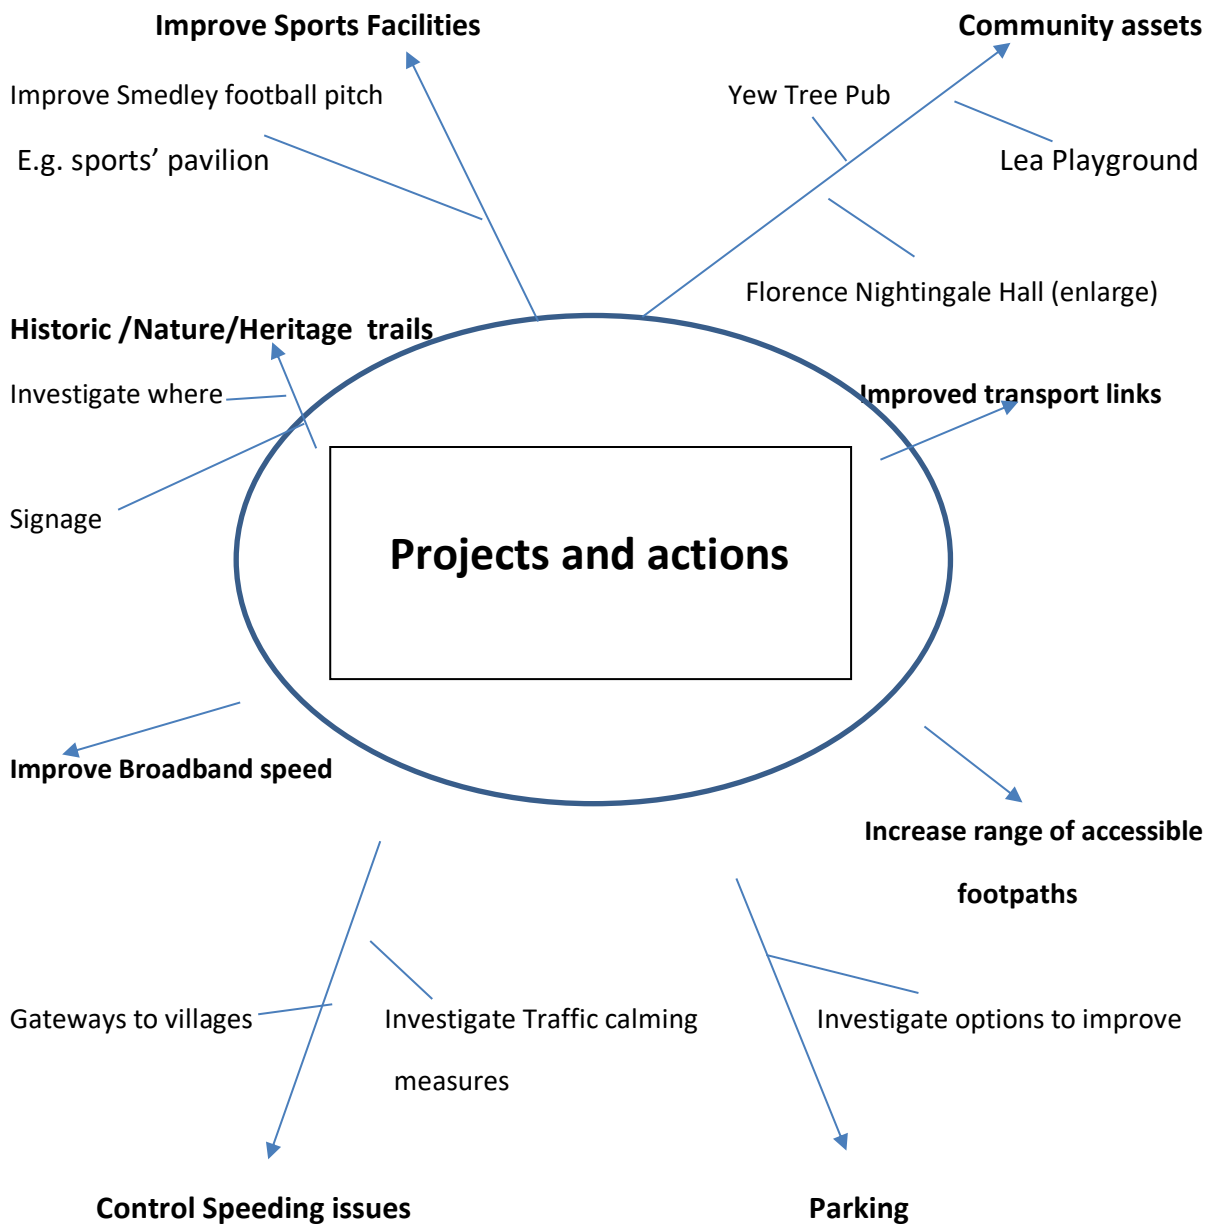 Improve Sports Facilities
Community assets
Improve Smedley football pitch
Yew Tree Pub
E.g. sports’ pavilion
Lea Playground
Florence Nightingale Hall (enlarge)
Historic /Nature/Heritage  trails
Investigate where
Improved transport links
Signage
Projects and actions
Improve Broadband speed
Increase range of accessible
footpaths
Gateways to villages
Investigate Traffic calming
measures
Investigate options to improve
Control Speeding issues
Parking